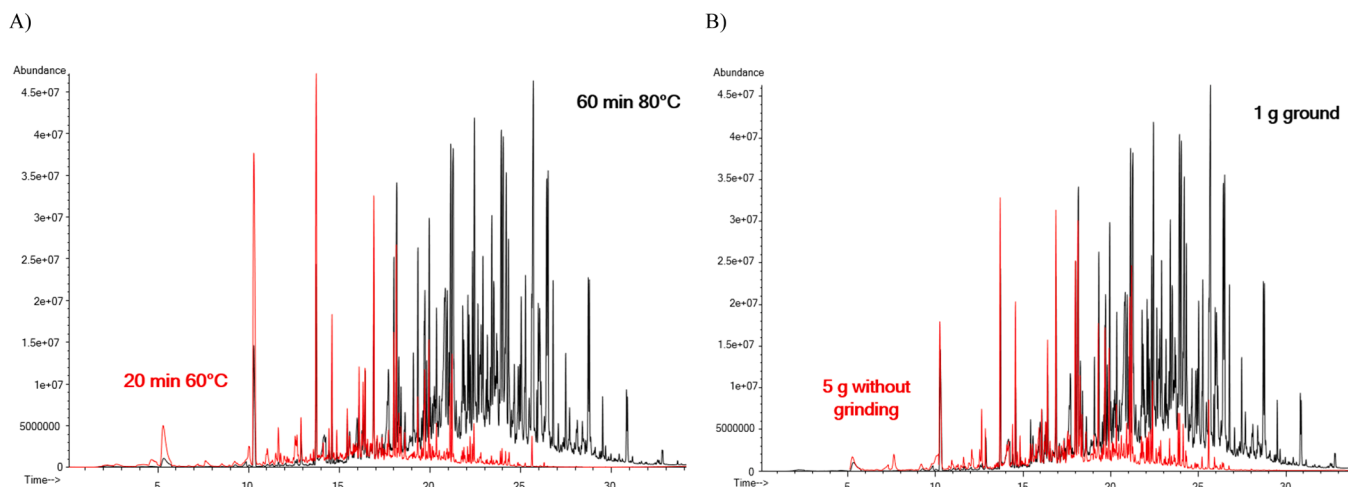 A)
Abundance
4.5e+07
4e+07
3.5e+07
3e+07
2.5e+07
2e+07
1.5e+07
1e+07
5000000
0
Time-->
5
10
15
20
25
30
60 min 80°C
20 min 60°C
B)
Abundance
4.5e+07
4e+07
3.5e+07
3e+07
2.5e+07
2e+07
1.5e+07
1e+07
5000000
0
Time-->
5
10
15
20
25
30
1 g ground
5 g without
grinding